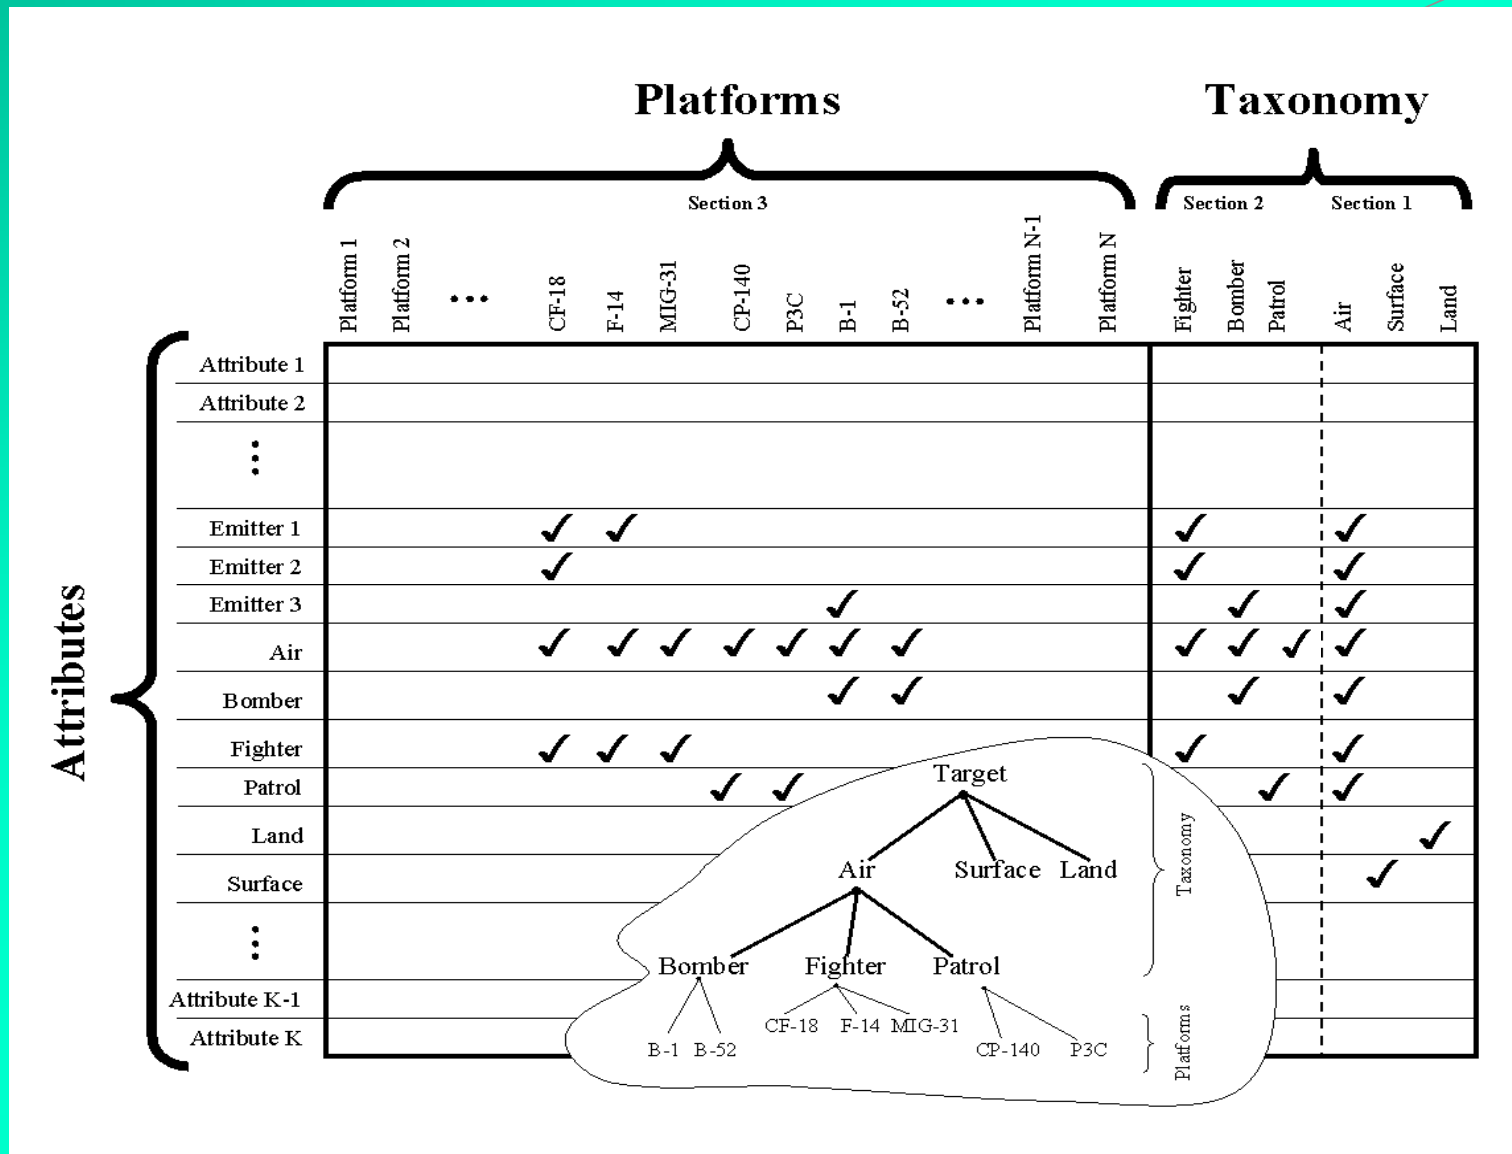 Platforms
Taxonomy
Section 3
Section 2
Section 1
Platform 1
Platform 2
...
CF-18
F-14
MIG-31
CP-140
P3C
B-1
B-52
...
Platform N-1
Platform N
Fighter
Bomber
Patrol
Air
Surface
Land
Attributes
Attribute 1
Attribute 2
Emitter 1
Emitter 2
Emitter 3
Air
Bomber
Fighter
Patrol
Land
Surface
Attribute K-1
Attribute K
Target
Air Surface Land
Bomber Fighter Patrol
CF-18 F-14 MIG-31
B-1 B-52 CP-140 P3C
Taxonomy
Platforms